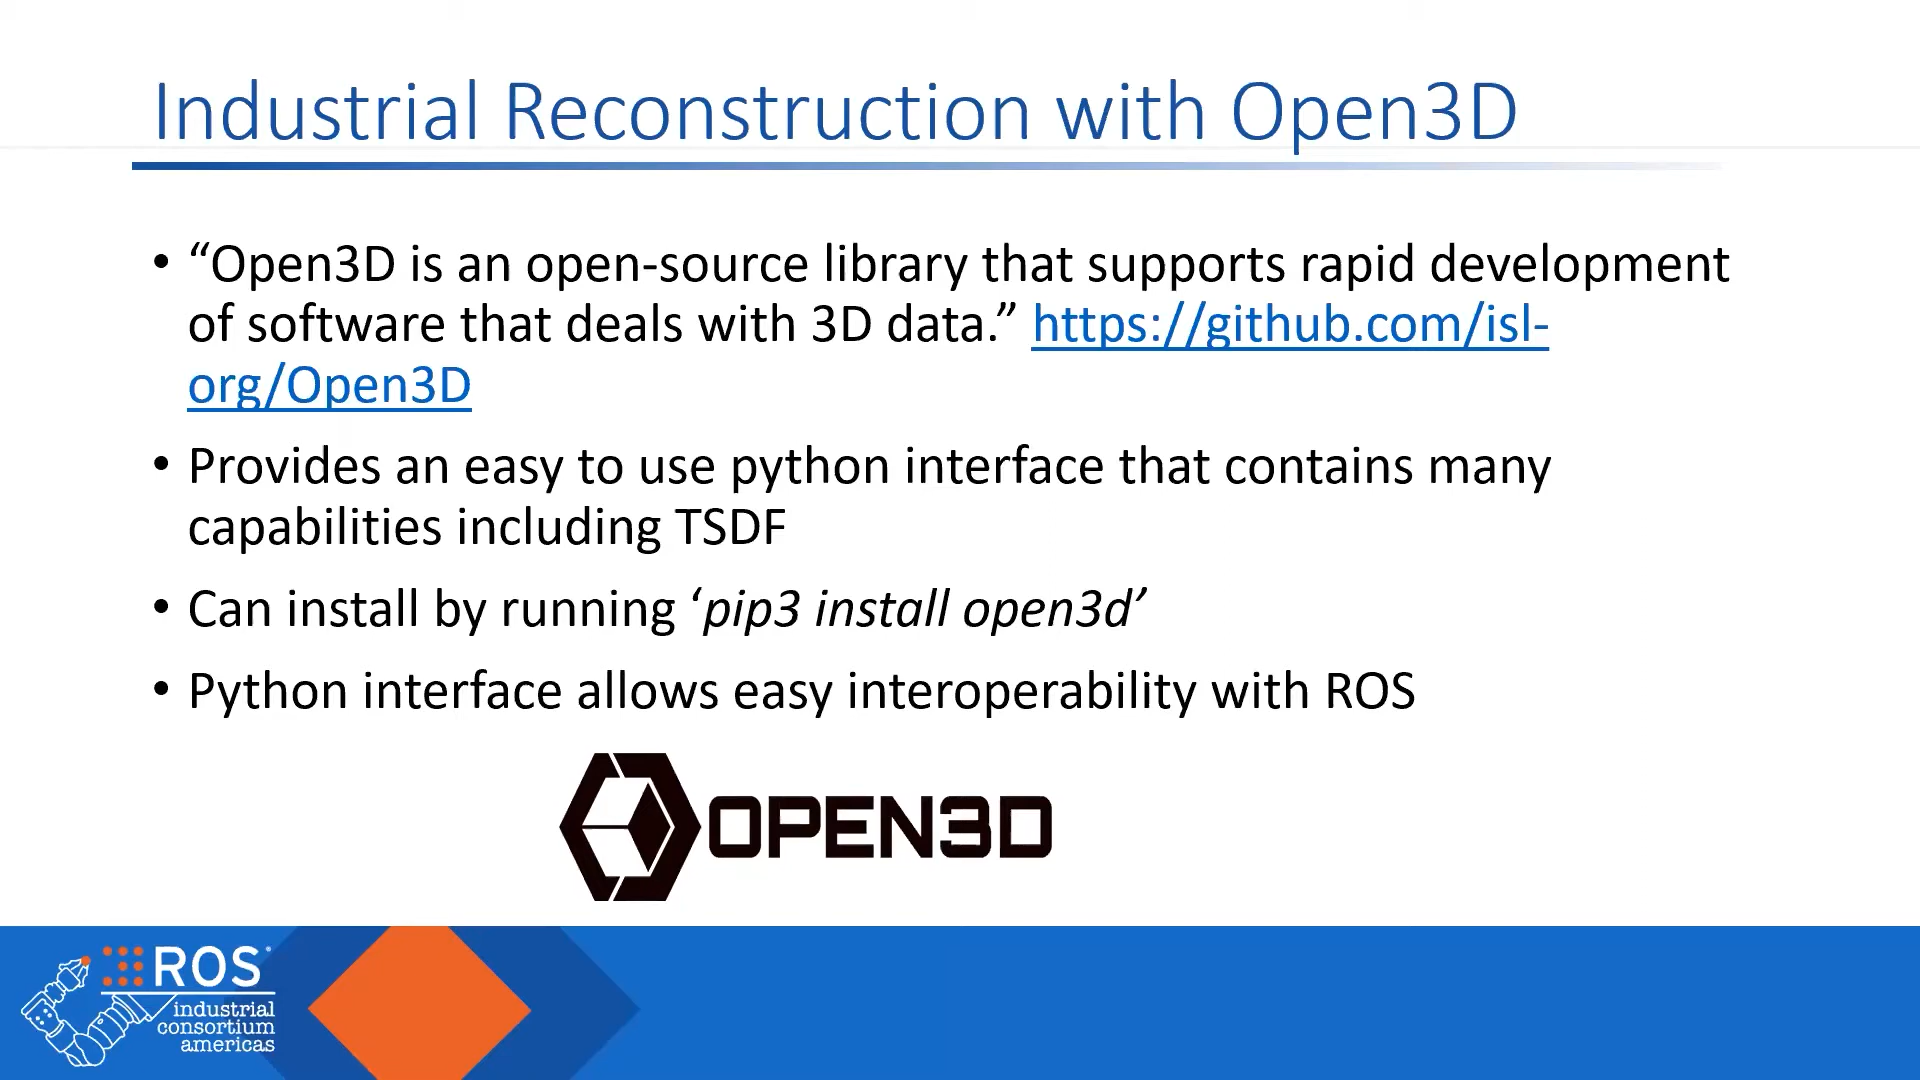 Industrial Reconstruction with Open3D
• “Open3D is an open-source library that supports rapid development
of software that deals with 3D data.” https://github.com/isl-
org/Open3D
• Provides an easy to use python interface that contains many
capabilities including TSDF
• Can install by running ‘pip3 install open3d’
• Python interface allows easy interoperability with ROS
OPEN3D
ROS
industrial
consortium
americas